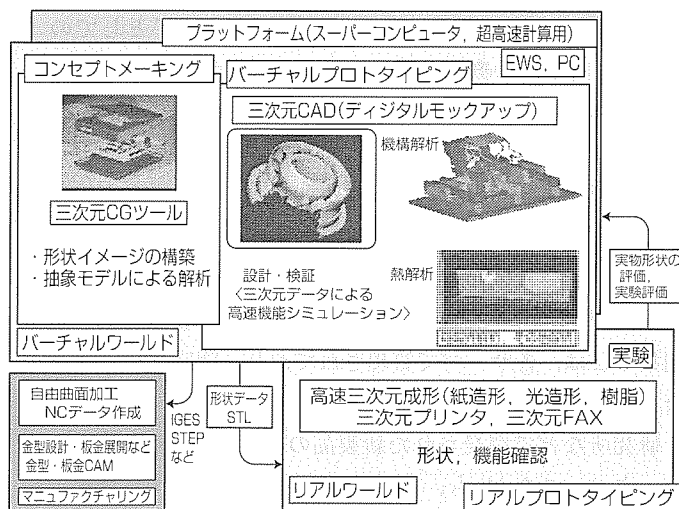 プラットフォーム(スーパーコンピュータ, 超高速計算用)
EWS, PC
コンセプトメーキング
三次元CGツール
・形状イメージの構築
・抽象モデルによる解析
バーチャルプロトタイピング
三次元CAD(ディジタルモックアップ)
機構解析
設計・検証
〈三次元データによる
高速機能シミュレーション〉
熱解析
バーチャルワールド
実物形状の
評価,
実験評価
自由曲面加工
NCデータ作成
金型設計・板金展開など
金型・板金CAM
マニュファクチャリング
IGES
STEP
など
形状データ
STL
実験
高速三次元成形(紙造形, 光造形, 樹脂)
三次元プリンタ, 三次元FAX
形状, 機能確認
リアルワールド
リアルプロトタイピング